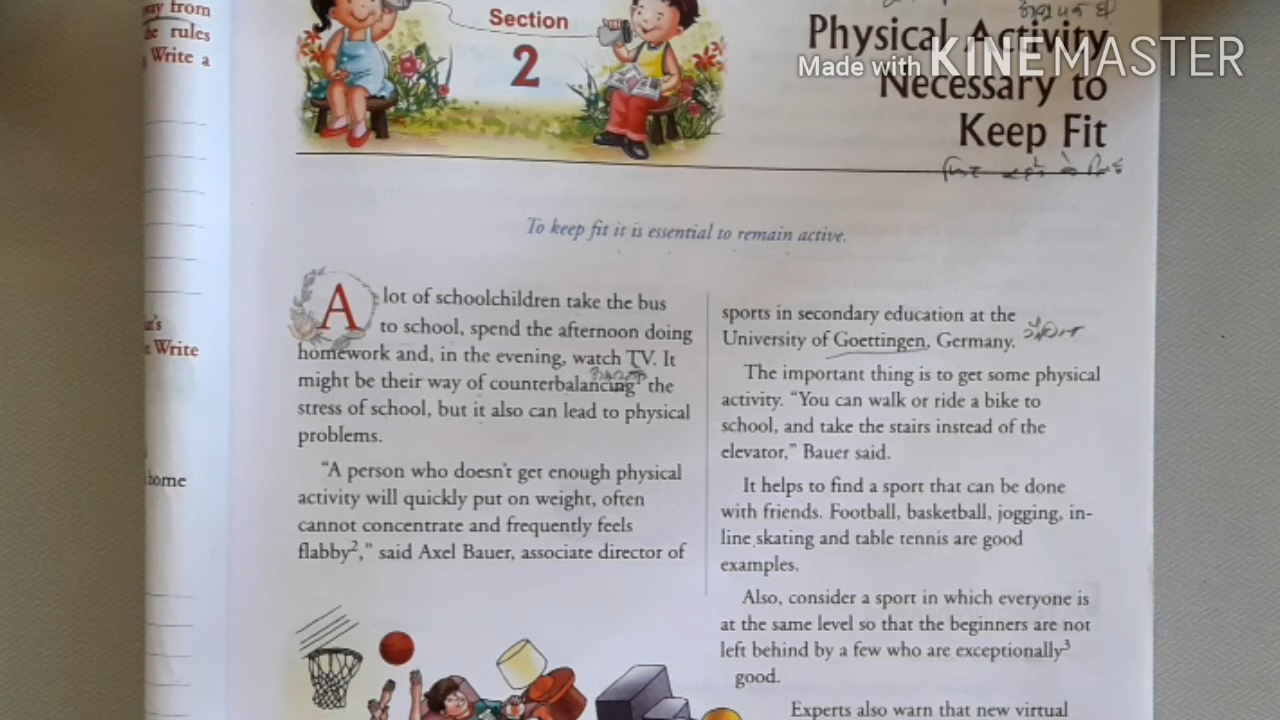 way from
the rules
Write a
Section
2
Physical Activity
Necessary to
Keep Fit
Made with KINEMASTER
To keep fit it is essential to remain active.
A lot of schoolchildren take the bus
to school, spend the afternoon doing
homework and, in the evening, watch TV. It
might be their way of counterbalancing¹ the
stress of school, but it also can lead to physical
problems.
“A person who doesn't get enough physical
activity will quickly put on weight, often
cannot concentrate and frequently feels
flabby²,” said Axel Bauer, associate director of
sports in secondary education at the
University of Goettingen, Germany.
The important thing is to get some physical
activity. “You can walk or ride a bike to
school, and take the stairs instead of the
elevator,” Bauer said.
It helps to find a sport that can be done
with friends. Football, basketball, jogging, in-
line skating and table tennis are good
examples.
Also, consider a sport in which everyone is
at the same level so that the beginners are not
left behind by a few who are exceptionally³
good.
Experts also warn that new virtual
Write
home